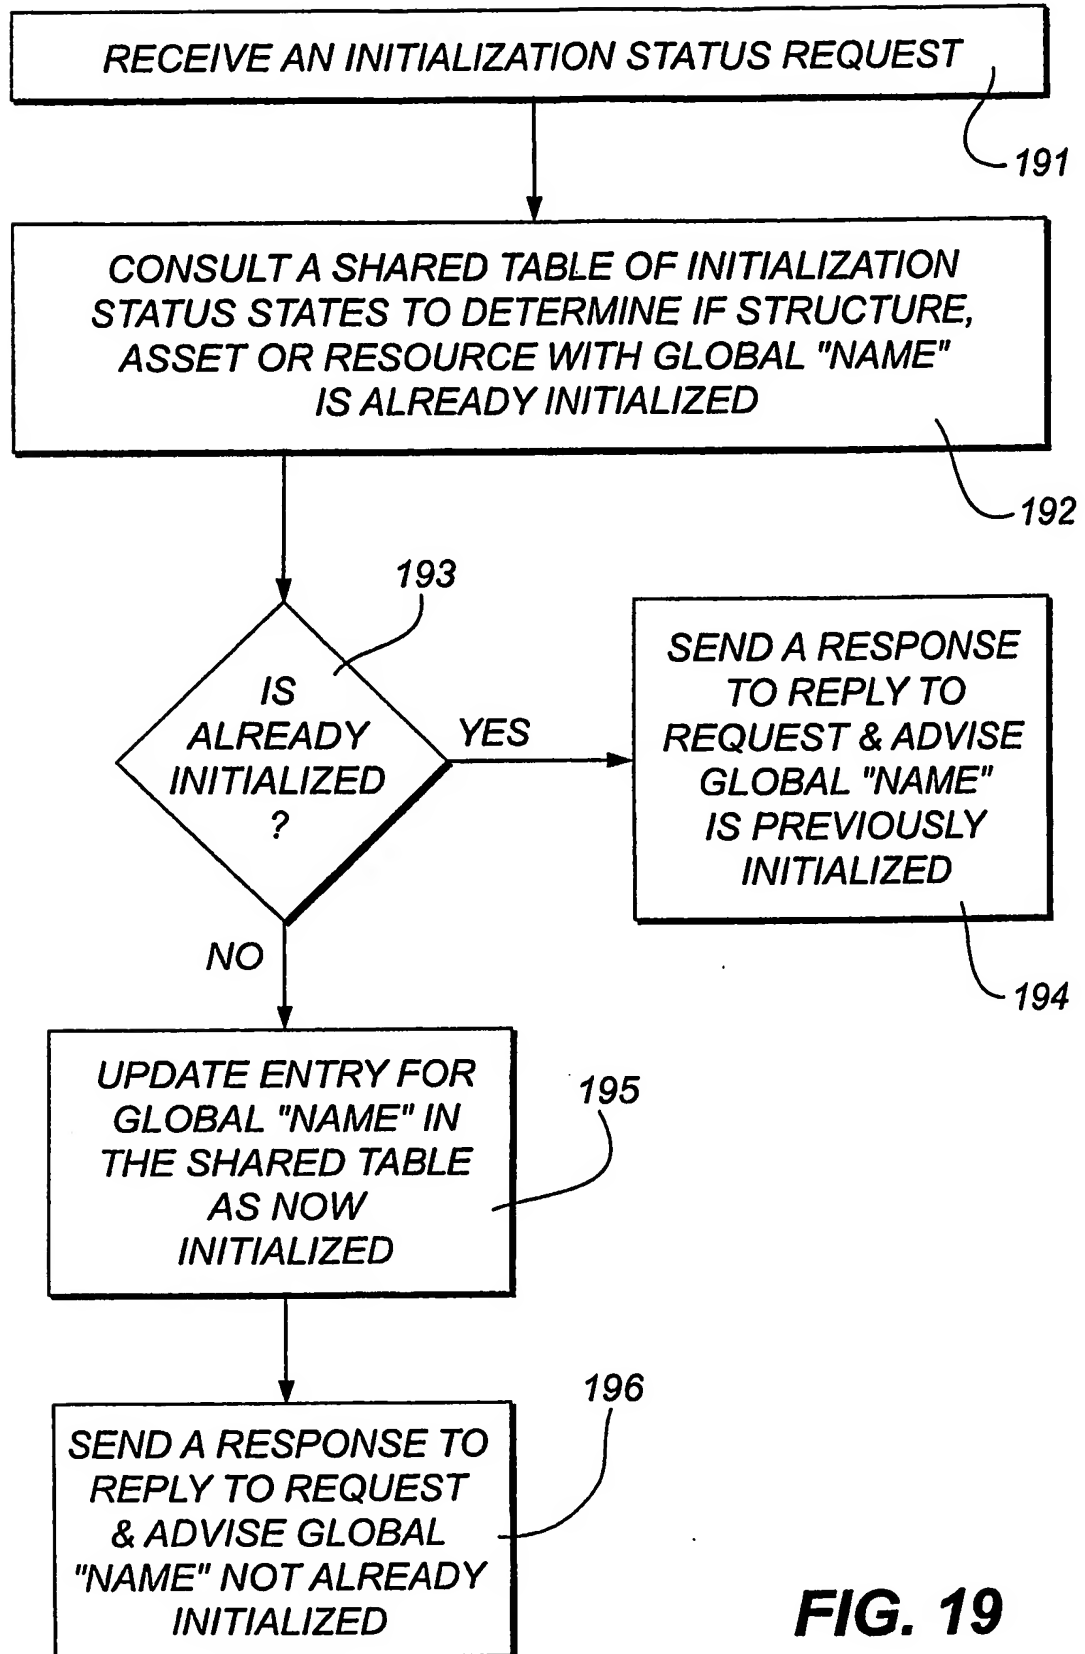 RECEIVE AN INITIALIZATION STATUS REQUEST
191
CONSULT A SHARED TABLE OF INITIALIZATION
STATUS STATES TO DETERMINE IF STRUCTURE,
ASSET OR RESOURCE WITH GLOBAL "NAME"
IS ALREADY INITIALIZED
192
193
IS
ALREADY
INITIALIZED
?
YES
SEND A RESPONSE
TO REPLY TO
REQUEST & ADVISE
GLOBAL "NAME"
IS PREVIOUSLY
INITIALIZED
194
NO
UPDATE ENTRY FOR
GLOBAL "NAME" IN
THE SHARED TABLE
AS NOW
INITIALIZED
195
SEND A RESPONSE TO
REPLY TO REQUEST
& ADVISE GLOBAL
"NAME" NOT ALREADY
INITIALIZED
196
FIG. 19